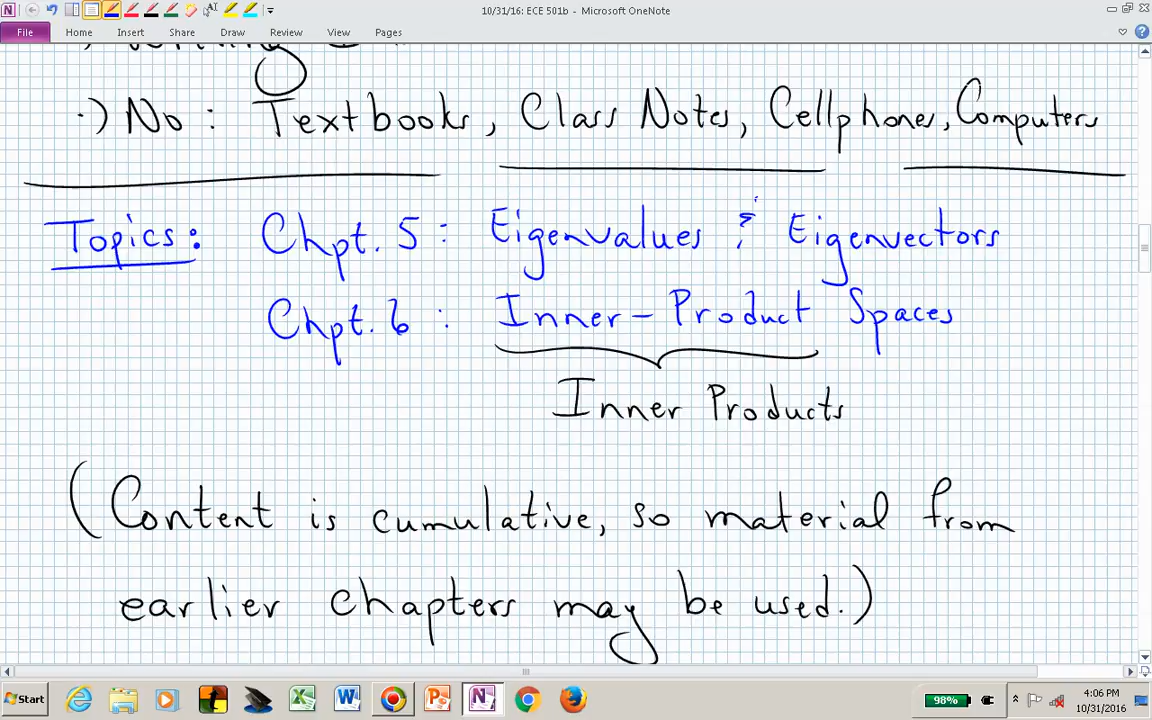 10/31/16: ECE 501b - Microsoft OneNote
File Home Insert Share Draw Review View Pages
·) No: Textbooks, Class Notes, Cellphones, Computers
Topics: Chpt. 5: Eigenvalues & Eigenvectors
Chpt. 6: Inner-Product Spaces
Inner Products
(Content is cumulative, so material from
earlier chapters may be used.)
Start
98%
4:06 PM
10/31/2016